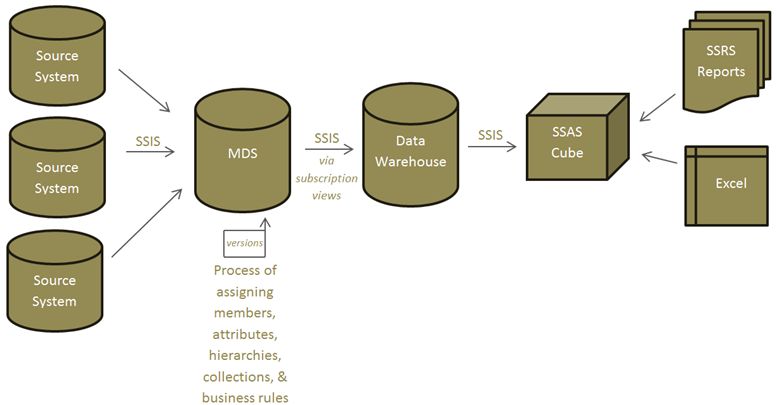 Source
System
Source
System
Source
System
SSIS
MDS
versions
Process of
assigning
members,
attributes,
hierarchies,
collections, &
business rules
SSIS
via
subscription
views
Data
Warehouse
SSIS
SSAS
Cube
SSRS
Reports
Excel